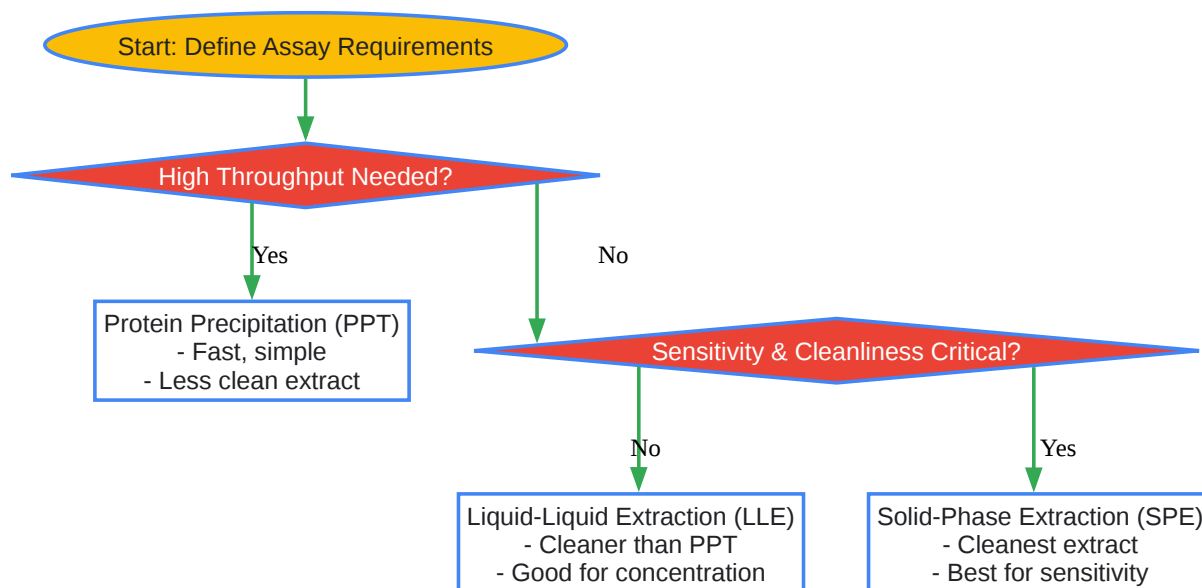 Start: Define Assay Requirements
High Throughput Needed?
Yes
No
Protein Precipitation (PPT)
- Fast, simple
- Less clean extract
Sensitivity & Cleanliness Critical?
No
Yes
Liquid-Liquid Extraction (LLE)
- Cleaner than PPT
- Good for concentration
Solid-Phase Extraction (SPE)
- Cleanest extract
- Best for sensitivity